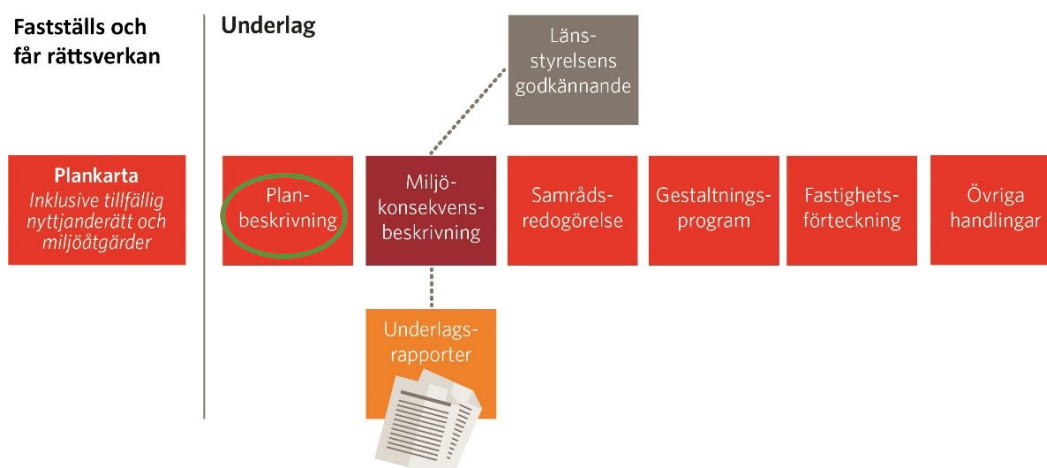 Fastställs och
får rättsverkan
Underlag
Läns-
styrelsens
godkännande
Plankarta
Inklusive tillfällig
nyttjanderätt och
miljöåtgärder
Plan-
beskrivning
Miljö-
konsekvens-
beskrivning
Samråds-
redogörelse
Gestaltnings-
program
Fastighets-
förteckning
Övriga
handlingar
Underlags-
rapporter